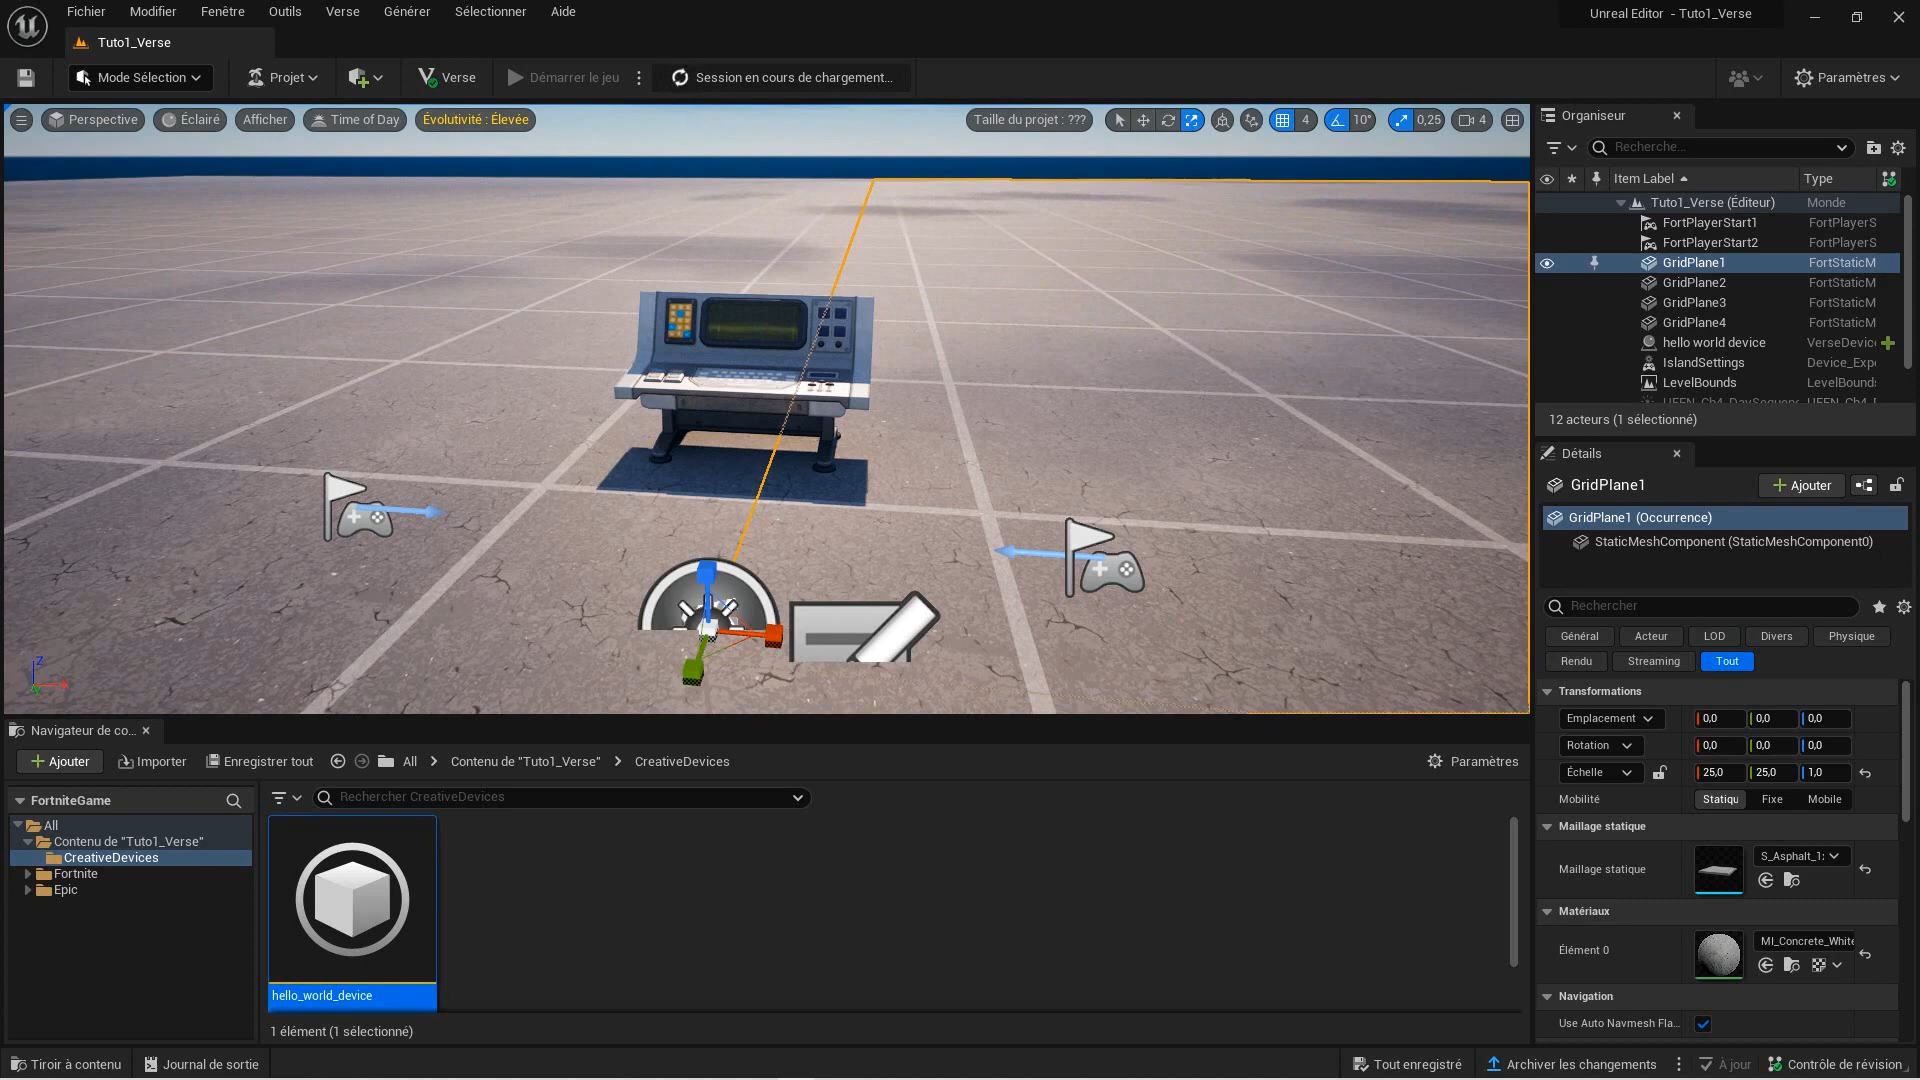 Fichier Modifier Fenêtre Outils Verse Générer Sélectionner Aide
Unreal Editor - Tuto1_Verse
Tuto1_Verse
Mode Sélection
Projet
Verse
Démarrer le jeu
Session en cours de chargement...
Paramètres
Perspective
Éclairé
Afficher
Time of Day
Évolutivité : Élevée
Taille du projet : ???
4
10°
0,25
4
Organiseur
Recherche...
Item Label
Type
Tuto1_Verse (Éditeur) Monde
FortPlayerStart1 FortPlayerS
FortPlayerStart2 FortPlayerS
GridPlane1 FortStaticM
GridPlane2 FortStaticM
GridPlane3 FortStaticM
GridPlane4 FortStaticM
hello world device VerseDevic
IslandSettings Device_Exp
LevelBounds LevelBound
12 acteurs (1 sélectionné)
Détails
GridPlane1
Ajouter
GridPlane1 (Occurrence)
StaticMeshComponent (StaticMeshComponent0)
Rechercher
Général Acteur LOD Divers Physique
Rendu Streaming Tout
Transformations
Emplacement 0,0 0,0 0,0
Rotation 0,0 0,0 0,0
Échelle 25,0 25,0 1,0
Mobilité Statiqu Fixe Mobile
Maillage statique
Maillage statique
S_Asphalt_1
Matériaux
Élément 0
MI_Concrete_White
Navigation
Use Auto Navmesh Fla...
Z
Navigateur de co...
Ajouter
Importer
Enregistrer tout
All
Contenu de "Tuto1_Verse"
CreativeDevices
Paramètres
FortniteGame
Rechercher CreativeDevices
All
Contenu de "Tuto1_Verse"
CreativeDevices
Fortnite
Epic
hello_world_device
1 élément (1 sélectionné)
Tiroir à contenu
Journal de sortie
Tout enregistré
Archiver les changements
À jour
Contrôle de révision